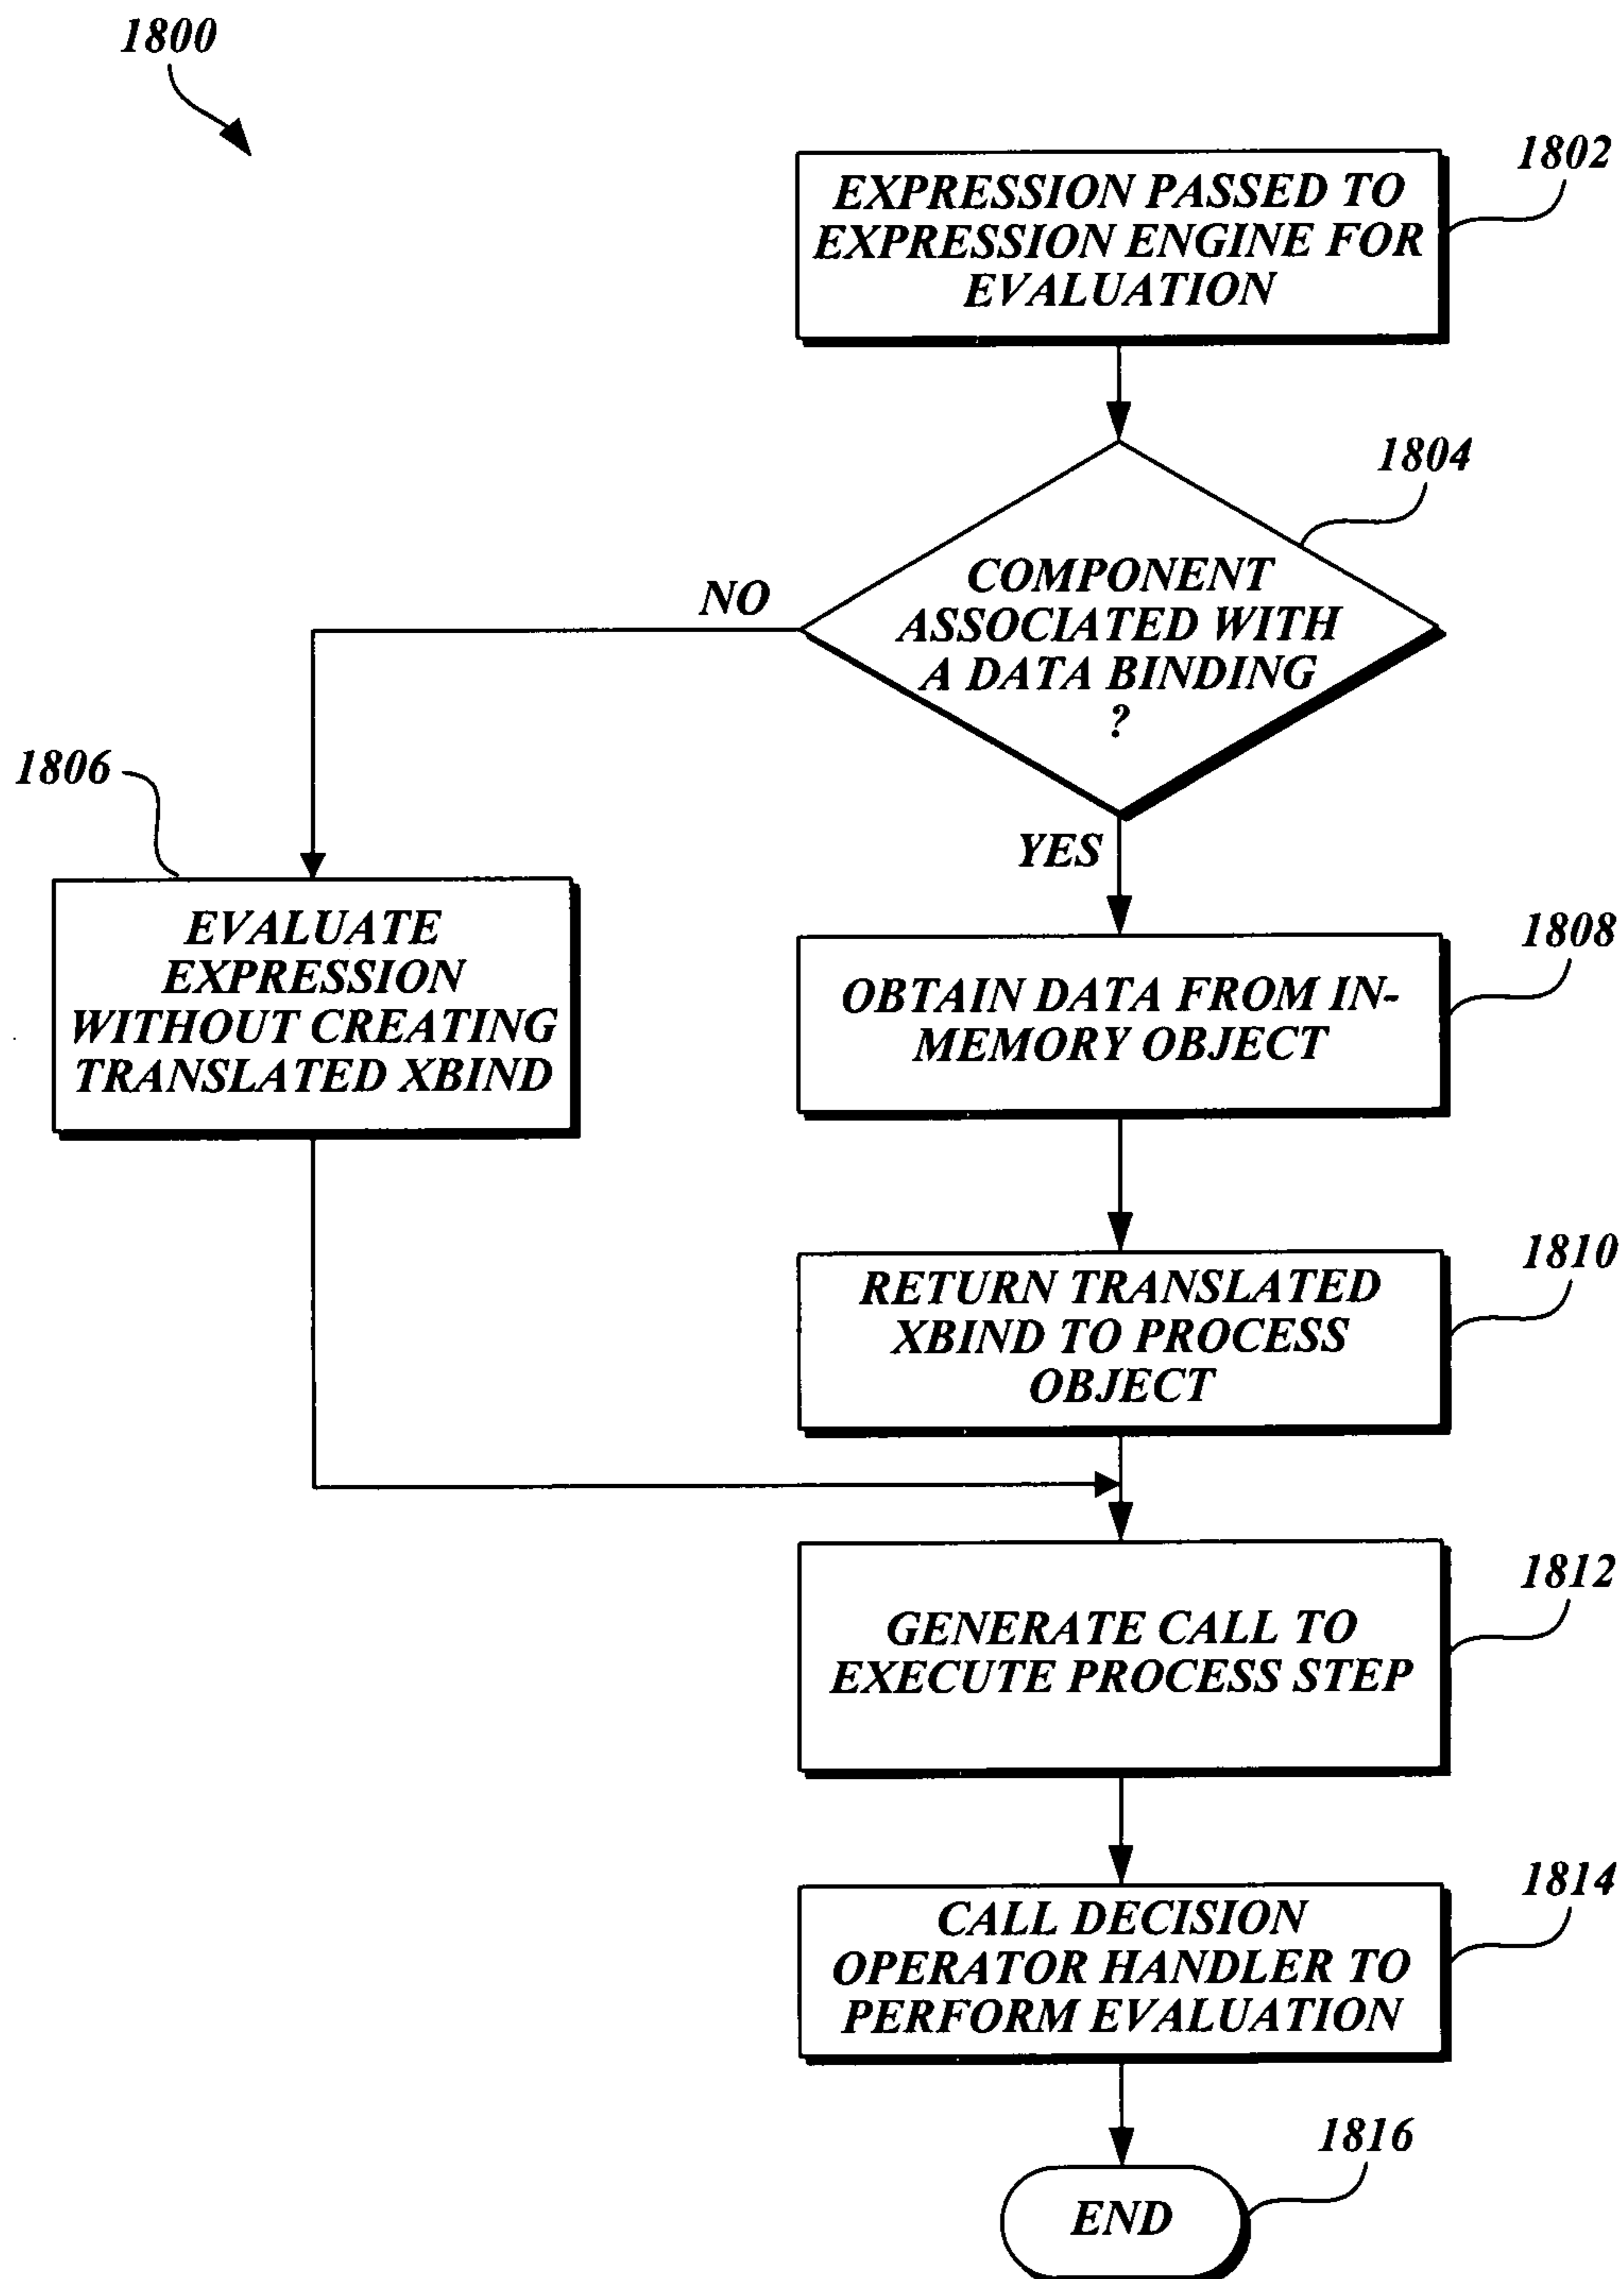 1800
1802
EXPRESSION PASSED TO
EXPRESSION ENGINE FOR
EVALUATION
1804
COMPONENT
ASSOCIATED WITH
A DATA BINDING
?
NO
YES
1806
EVALUATE
EXPRESSION
WITHOUT CREATING
TRANSLATED XBIND
1808
OBTAIN DATA FROM IN-
MEMORY OBJECT
1810
RETURN TRANSLATED
XBIND TO PROCESS
OBJECT
1812
GENERATE CALL TO
EXECUTE PROCESS STEP
1814
CALL DECISION
OPERATOR HANDLER TO
PERFORM EVALUATION
1816
END